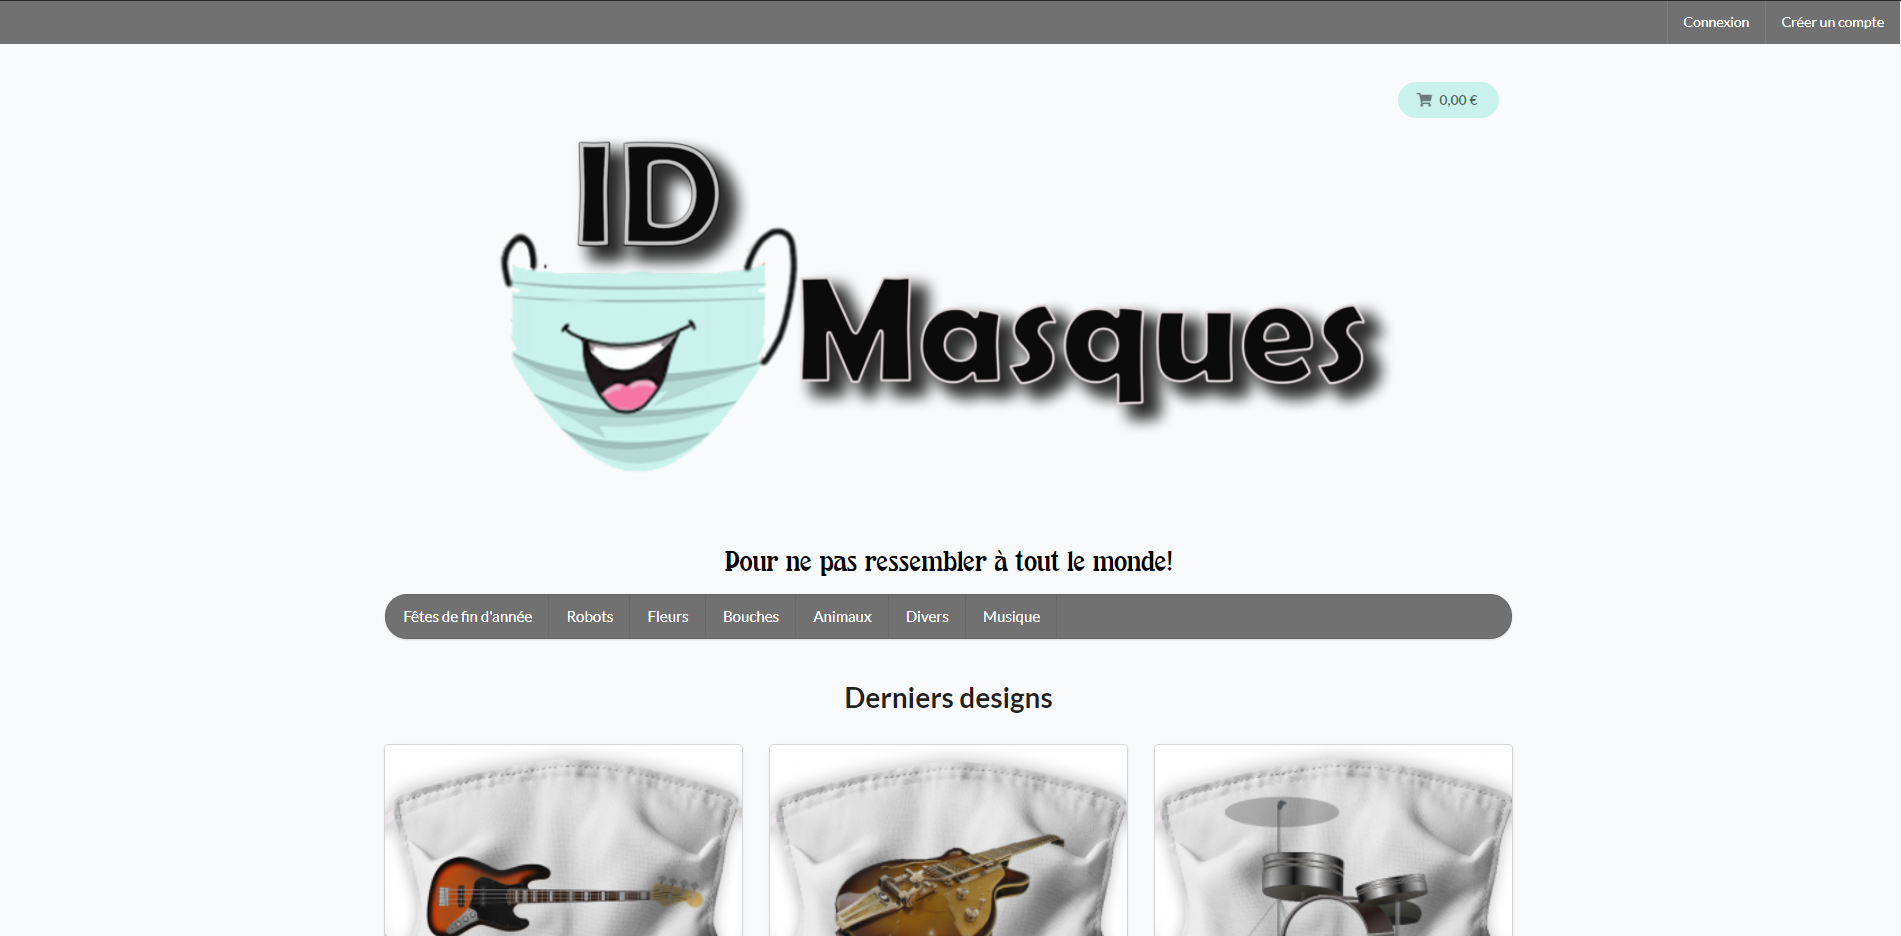 Connexion Créer un compte
0,00 €
ID
Masques
Pour ne pas ressembler à tout le monde!
Fêtes de fin d'année Robots Fleurs Bouches Animaux Divers Musique
Derniers designs